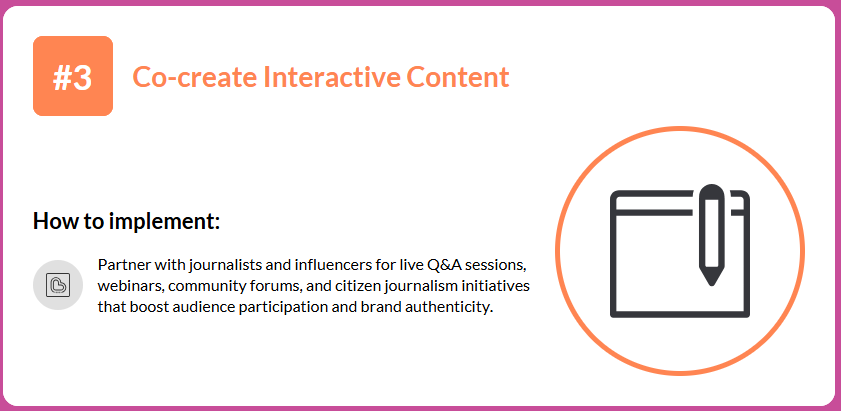 #3
Co-create Interactive Content
How to implement:
Partner with journalists and influencers for live Q&A sessions,
webinars, community forums, and citizen journalism initiatives
that boost audience participation and brand authenticity.